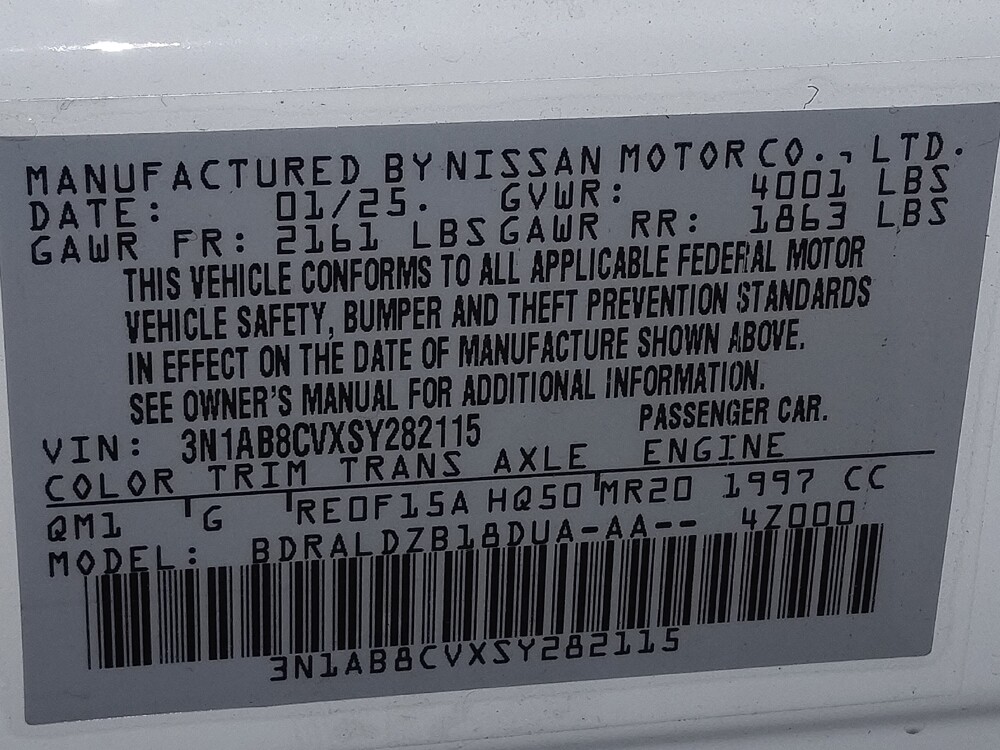 MANUFACTURED BY NISSAN MOTOR CO., LTD.
DATE: 01/25. GVWR: 4001 LBS
GAWR FR: 2161 LBS GAWR RR: 1863 LBS
THIS VEHICLE CONFORMS TO ALL APPLICABLE FEDERAL MOTOR
VEHICLE SAFETY, BUMPER AND THEFT PREVENTION STANDARDS
IN EFFECT ON THE DATE OF MANUFACTURE SHOWN ABOVE.
SEE OWNER'S MANUAL FOR ADDITIONAL INFORMATION.
VIN: 3N1AB8CVXSY282115 PASSENGER CAR.
COLOR TRIM TRANS AXLE ENGINE
QM1 G RE0F15A HQ50 MR20 1997 CC
MODEL: BDRALDZB18DUA-AA-- 4Z000
3N1AB8CVXSY282115